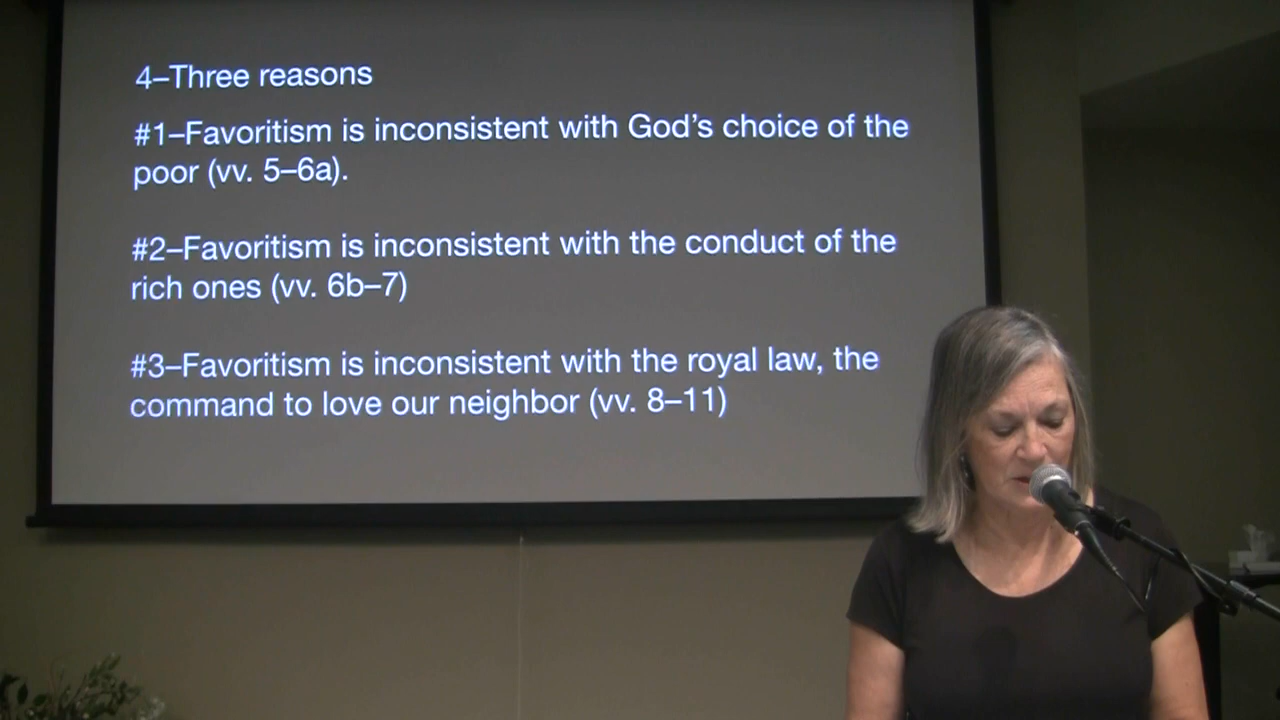 4–Three reasons
#1–Favoritism is inconsistent with God’s choice of the
poor (vv. 5–6a).
#2–Favoritism is inconsistent with the conduct of the
rich ones (vv. 6b–7)
#3–Favoritism is inconsistent with the royal law, the
command to love our neighbor (vv. 8–11)